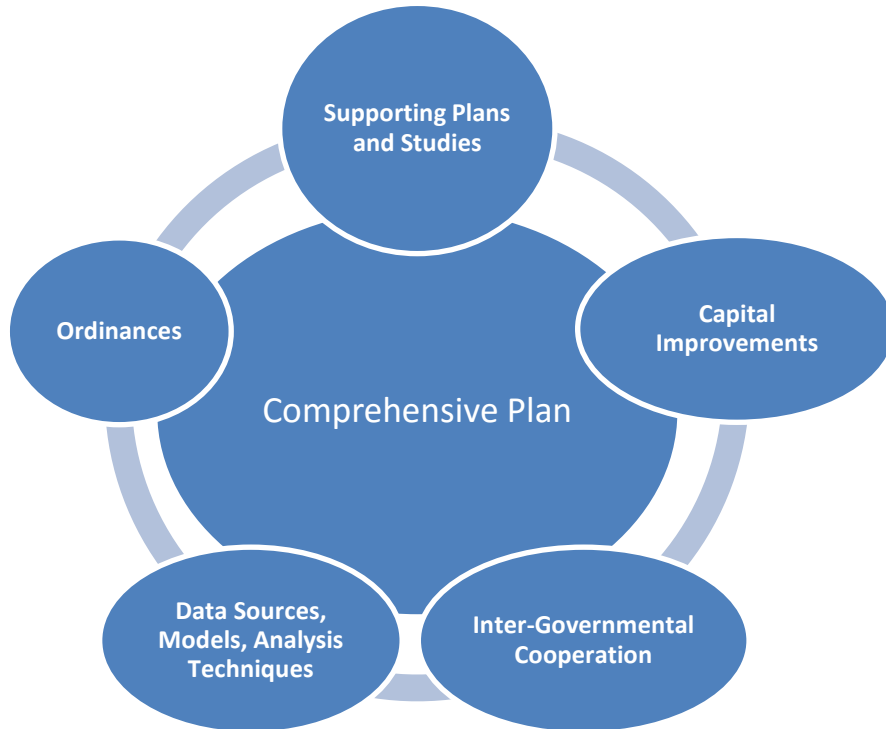 Supporting Plans
and Studies
Ordinances
Capital
Improvements
Comprehensive Plan
Data Sources,
Models, Analysis
Techniques
Inter-Governmental
Cooperation